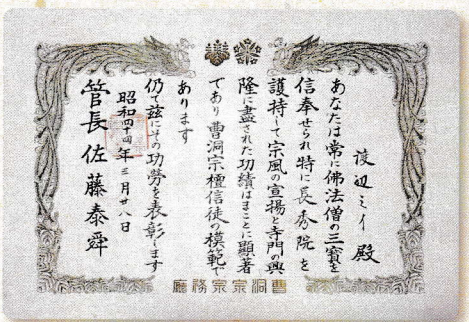 渡辺ミイ 殿
あなたは常に佛法僧の三寳を
信奉せられ特に長秀院を
護持して宗風の宣揚と寺門の興
隆に盡された功績はまことに顯著
であり曹洞宗檀信徒の模範で
あります
仍て茲にその功勞を表彰します
昭和四十四年三月廿八日
管長 佐藤泰舜
廳務宗宗洞曹